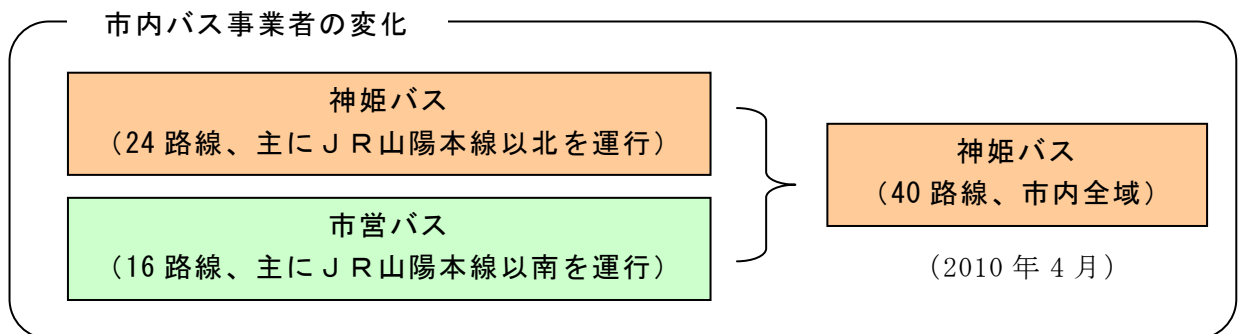 市内バス事業者の変化
神姫バス
（24 路線、主にＪＲ山陽本線以北を運行）
市営バス
（16 路線、主にＪＲ山陽本線以南を運行）
神姫バス
（40 路線、市内全域）
（2010 年 4 月）